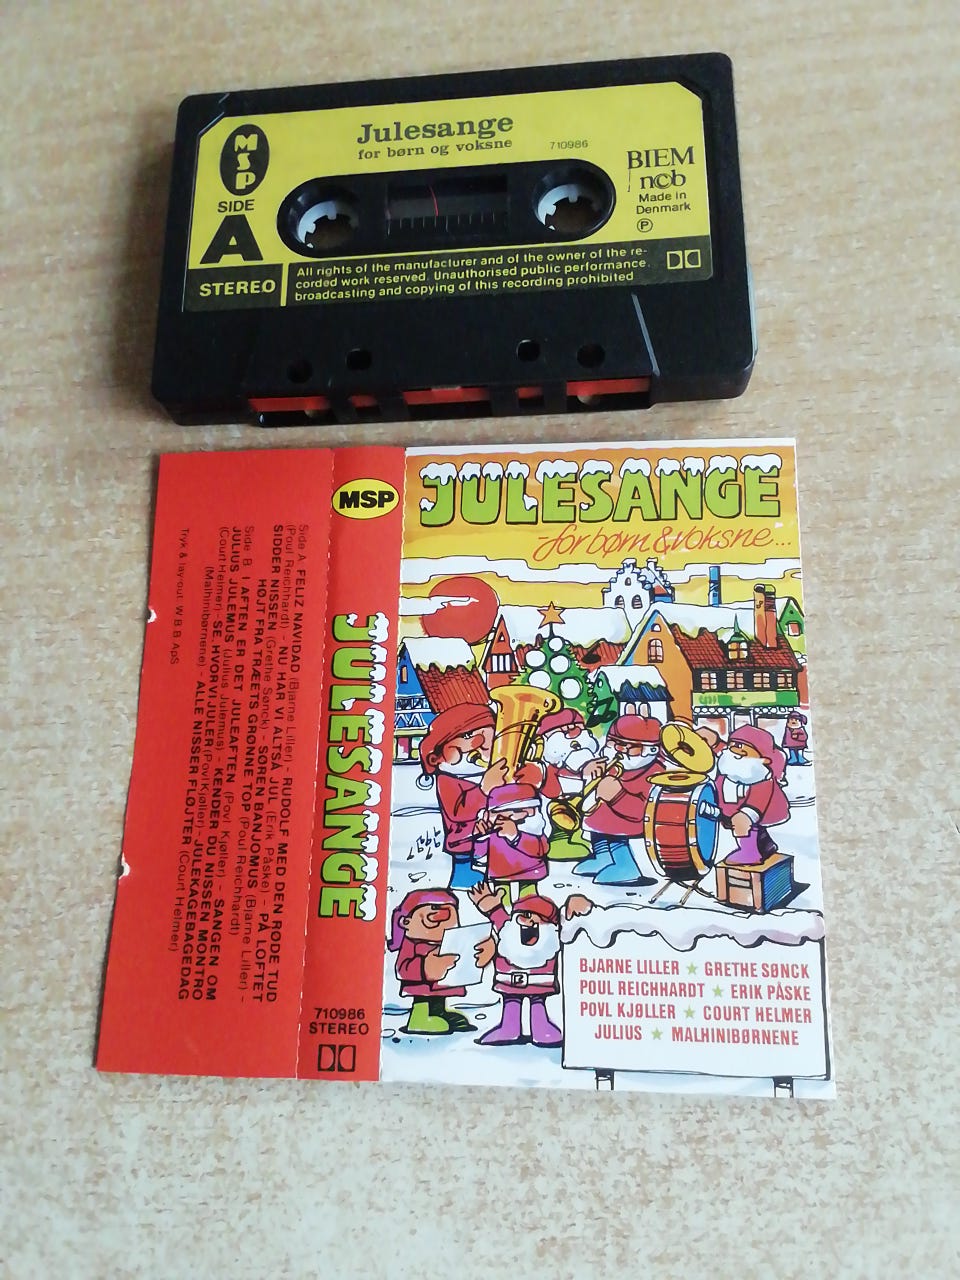 MSP
SIDE
A
STEREO
Julesange
for børn og voksne
710986
BIEM
ncb
Made in
Denmark
P
All rights of the manufacturer and of the owner of the re-
corded work reserved. Unauthorised public performance.
broadcasting and copying of this recording prohibited
MSP
JULESANGE
710986
STEREO
Side A FELIZ NAVIDAD (Bjarne Liller) - RUDOLF MED DEN RØDE TUD
(Poul Reichhardt) - NU HAR VI ALTSÅ JUL (Erik Påske) - PÅ LOFTET
SIDDER NISSEN (Grethe Sønck) - SØREN BANJOMUS (Bjarne Liller) -
HØJT FRA TRÆETS GRØNNE TOP (Poul Reichhardt)
Side B I AFTEN ER DET JULEAFTEN (Povl Kjøller) - SANGEN OM
JULIUS JULEMUS (Julius Julemus) - KENDER DU NISSEN MONTRO
(Court Helmer) - SE, HVOR VI JULER (Povl Kjøller) - JULEKAGEBAGEDAG
(Malhinibørnene) - ALLE NISSER FLØJTER (Court Helmer)
Tryk & lay-out: W.B.B ApS
JULESANGE
-for børn & voksne...
BJARNE LILLER ★ GRETHE SØNCK
POUL REICHHARDT ★ ERIK PÅSKE
POVL KJØLLER ★ COURT HELMER
JULIUS ★ MALHINIBØRNENE